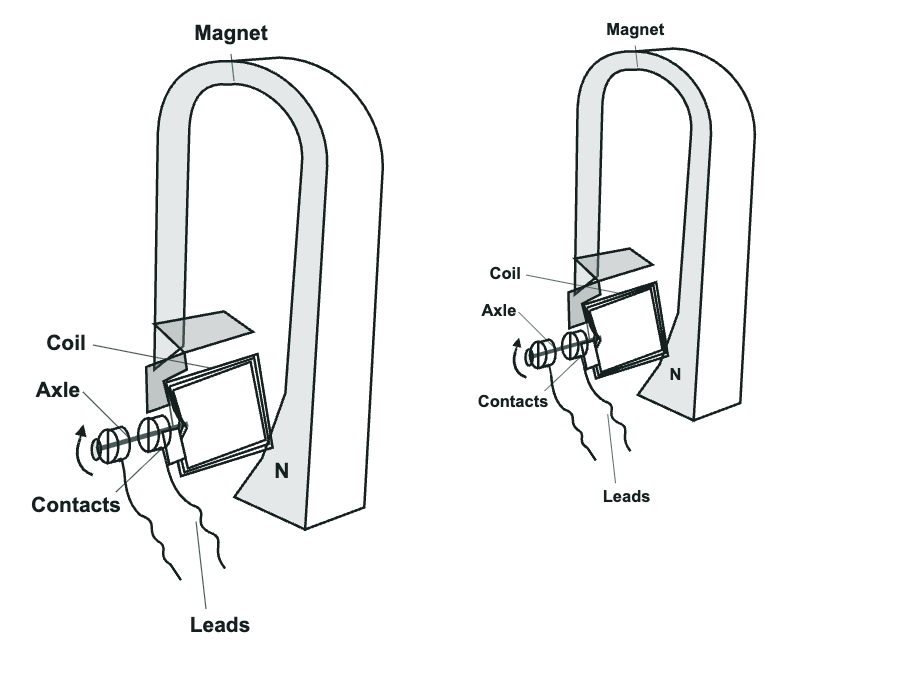 Magnet
Coil
Axle
Contacts
N
Leads
Magnet
Coil
Axle
Contacts
N
Leads